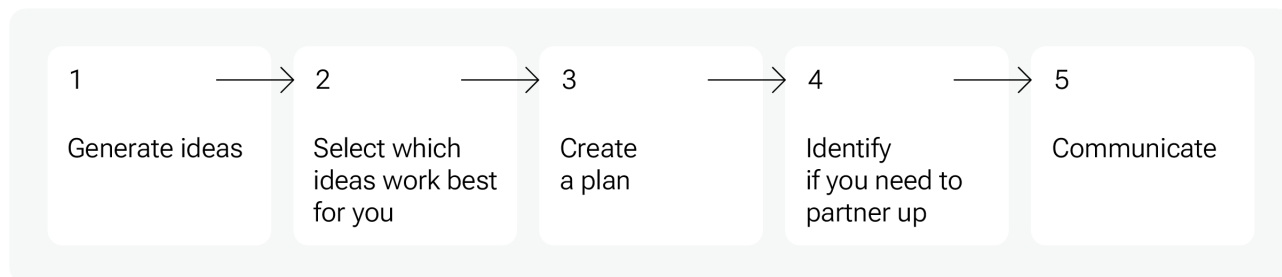 1
Generate ideas
2
Select which
ideas work best
for you
3
Create
a plan
4
Identify
if you need to
partner up
5
Communicate